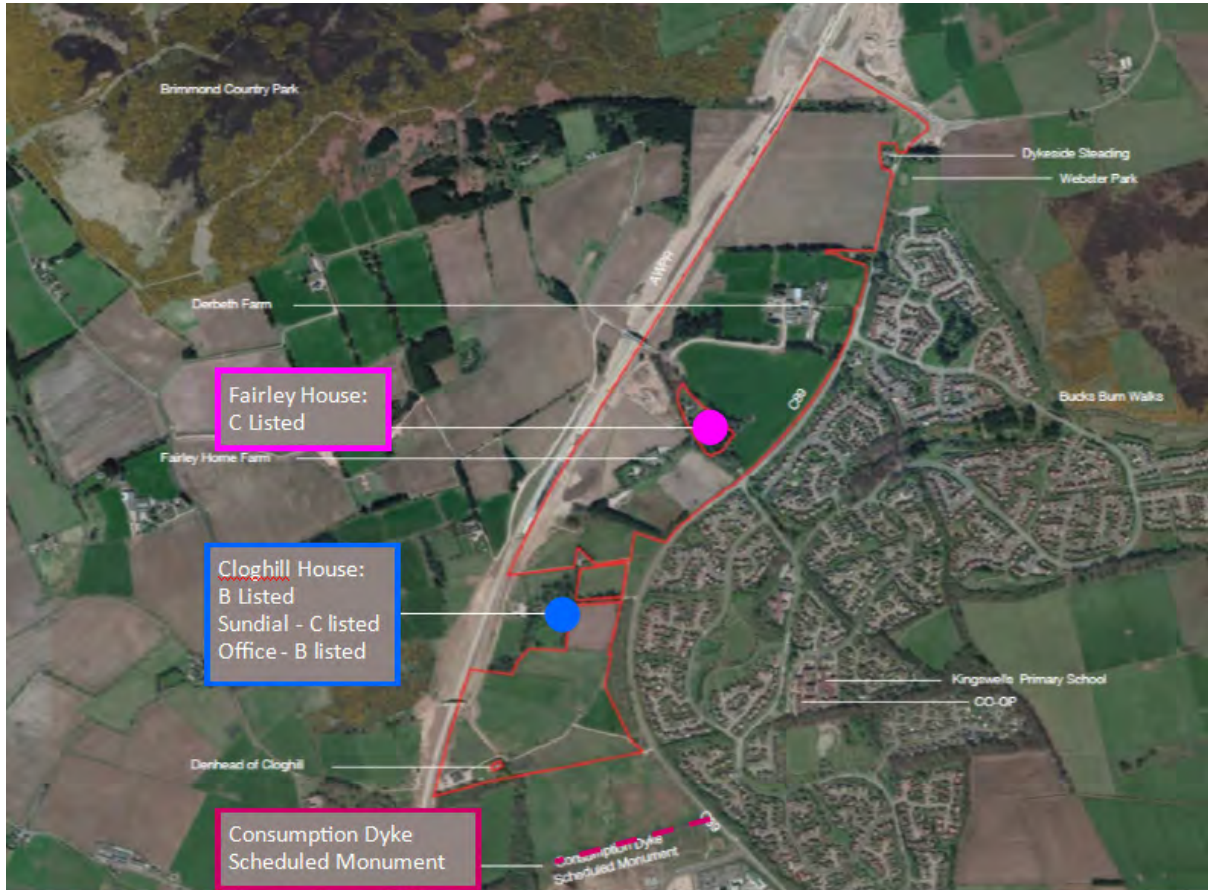 Brimmond Country Park
Dykeside Steading
Webster Park
AWPR
Derbeth Farm
C89
Fairley House:
C Listed
Bucks Burn Walks
Fairley Home Farm
Cloghill House:
B Listed
Sundial - C listed
Office - B listed
Kingswells Primary School
CO-OP
Denhead of Cloghill
Consumption Dyke
Scheduled Monument
Consumption Dyke
Scheduled Monument